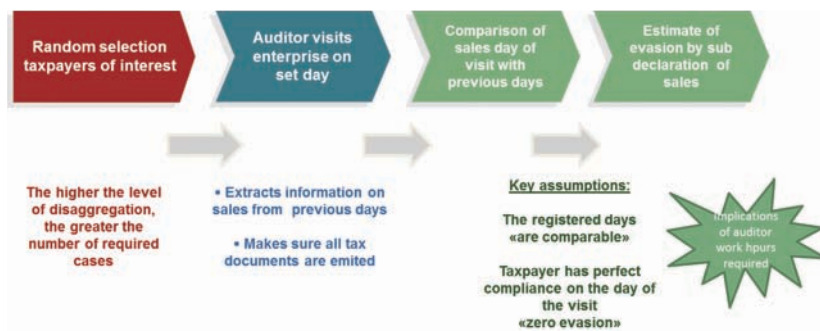 Random selection
taxpayers of interest
Auditor visits
enterprise on
set day
Comparison of
sales day of
visit with
previous days
Estimate of
evasion by sub
declaration of
sales
The higher the level
of disaggregation,
the greater the
number of required
cases
▪ Extracts information on
sales from previous days
▪ Makes sure all tax
documents are emited
Key assumptions:
The registered days
«are comparable»
Taxpayer has perfect
compliance on the day of
the visit
«zero evasion»
Implications
of auditor
work hpurs
required